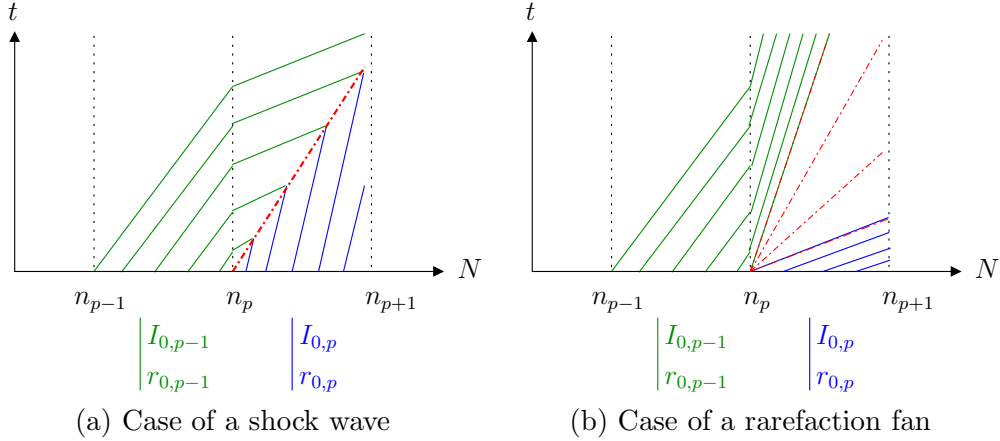 t
N
n_{p-1} n_p n_{p+1}
I_{0,p-1} I_{0,p}
r_{0,p-1} r_{0,p}
(a) Case of a shock wave
t
N
n_{p-1} n_p n_{p+1}
I_{0,p-1} I_{0,p}
r_{0,p-1} r_{0,p}
(b) Case of a rarefaction fan